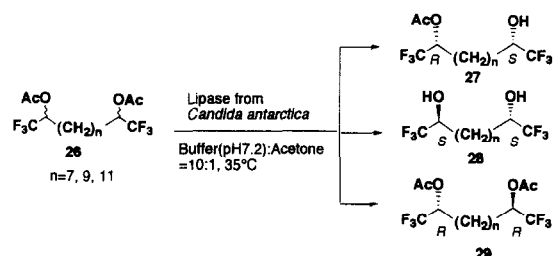 AcO OH
F₃C R (CH₂)n S CF₃
27
OAc OAc
F₃C (CH₂)n CF₃
26
n=7, 9, 11
Lipase from
Candida antarctica
Buffer(pH7.2):Acetone
=10:1, 35°C
HO OH
F₃C S (CH₂)n S CF₃
28
AcO OAc
F₃C R (CH₂)n R CF₃
29